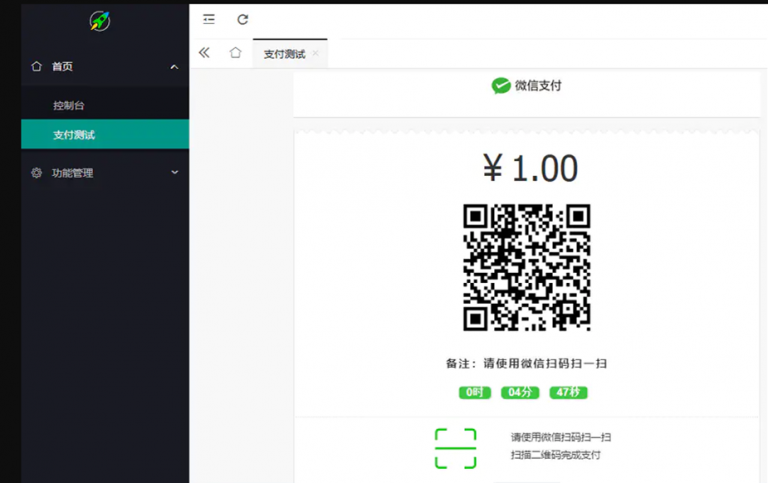 首页
控制台
支付测试
功能管理
支付测试
微信支付
¥ 1.00
备注：请使用微信扫码扫一扫
0时 04分 47秒
请使用微信扫码扫一扫
扫描二维码完成支付